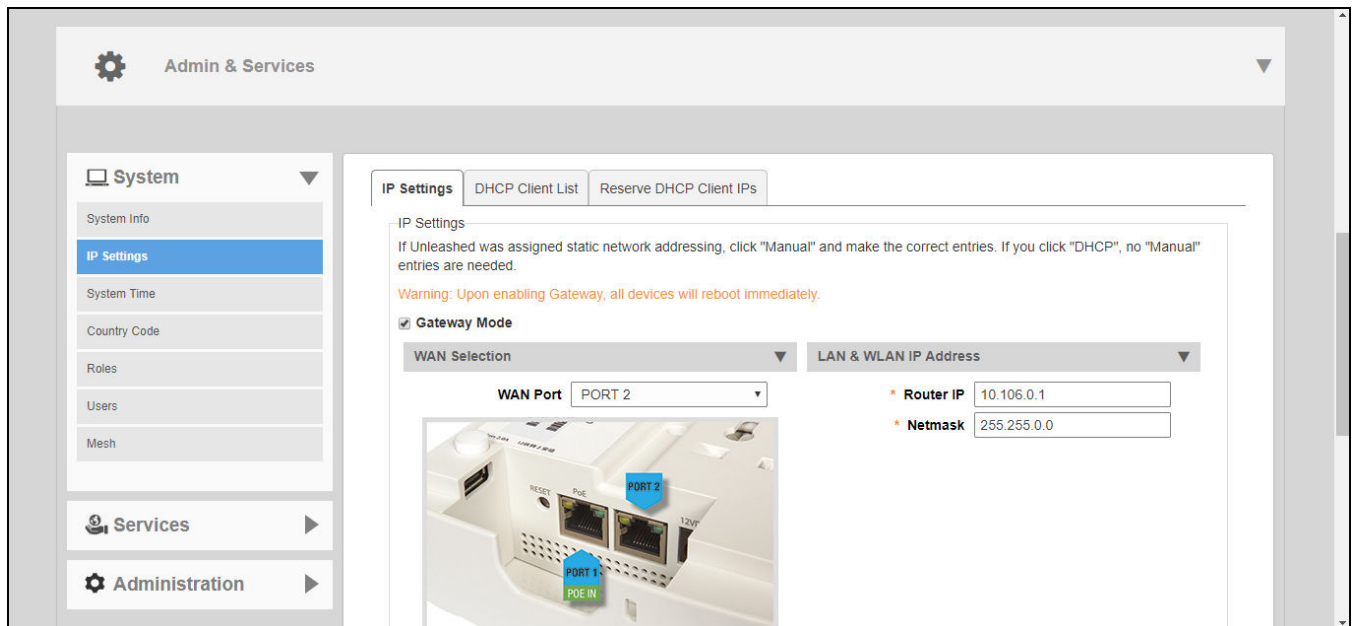 Admin & Services
System
System Info
IP Settings
System Time
Country Code
Roles
Users
Mesh
Services
Administration
IP Settings
DHCP Client List
Reserve DHCP Client IPs
IP Settings
If Unleashed was assigned static network addressing, click "Manual" and make the correct entries. If you click "DHCP", no "Manual"
entries are needed.
Warning: Upon enabling Gateway, all devices will reboot immediately.
Gateway Mode
WAN Selection
WAN Port PORT 2
RESET
PoE
PORT 2
PORT 1
POE IN
LAN & WLAN IP Address
* Router IP 10.106.0.1
* Netmask 255.255.0.0